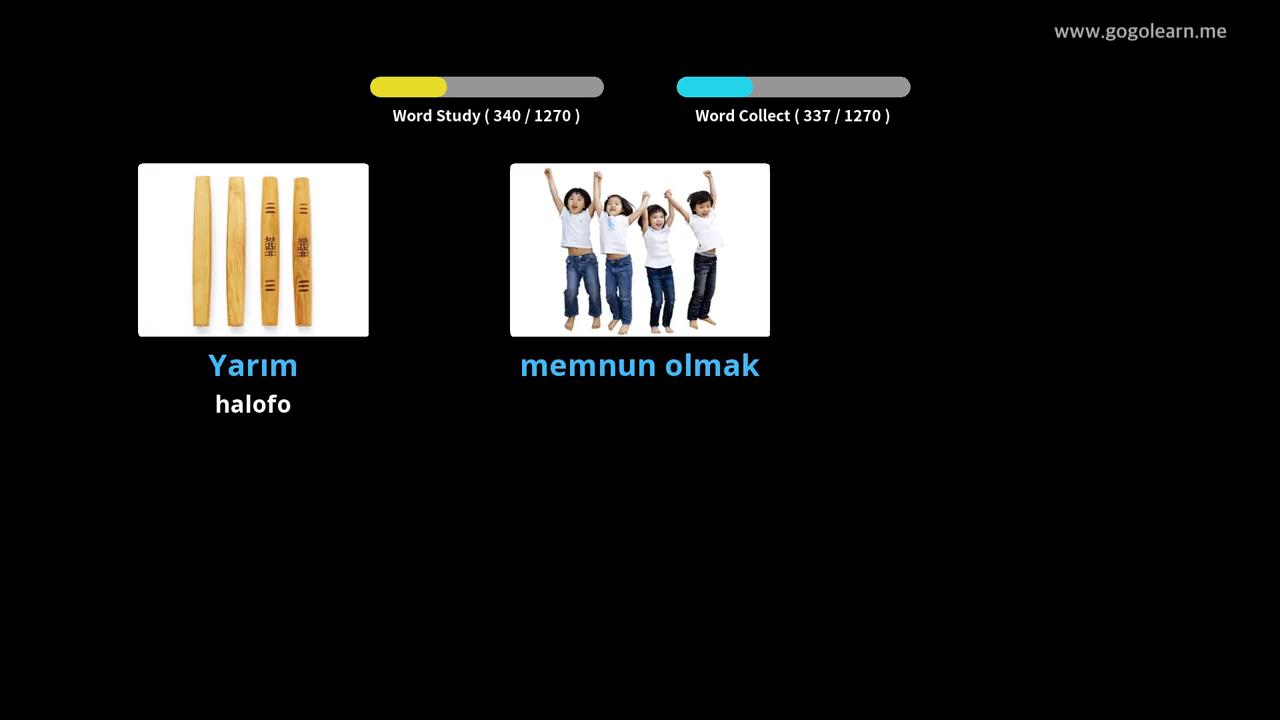 www.gogolearn.me
Word Study ( 340 / 1270 )
Word Collect ( 337 / 1270 )
Yarım
halofo
memnun olmak